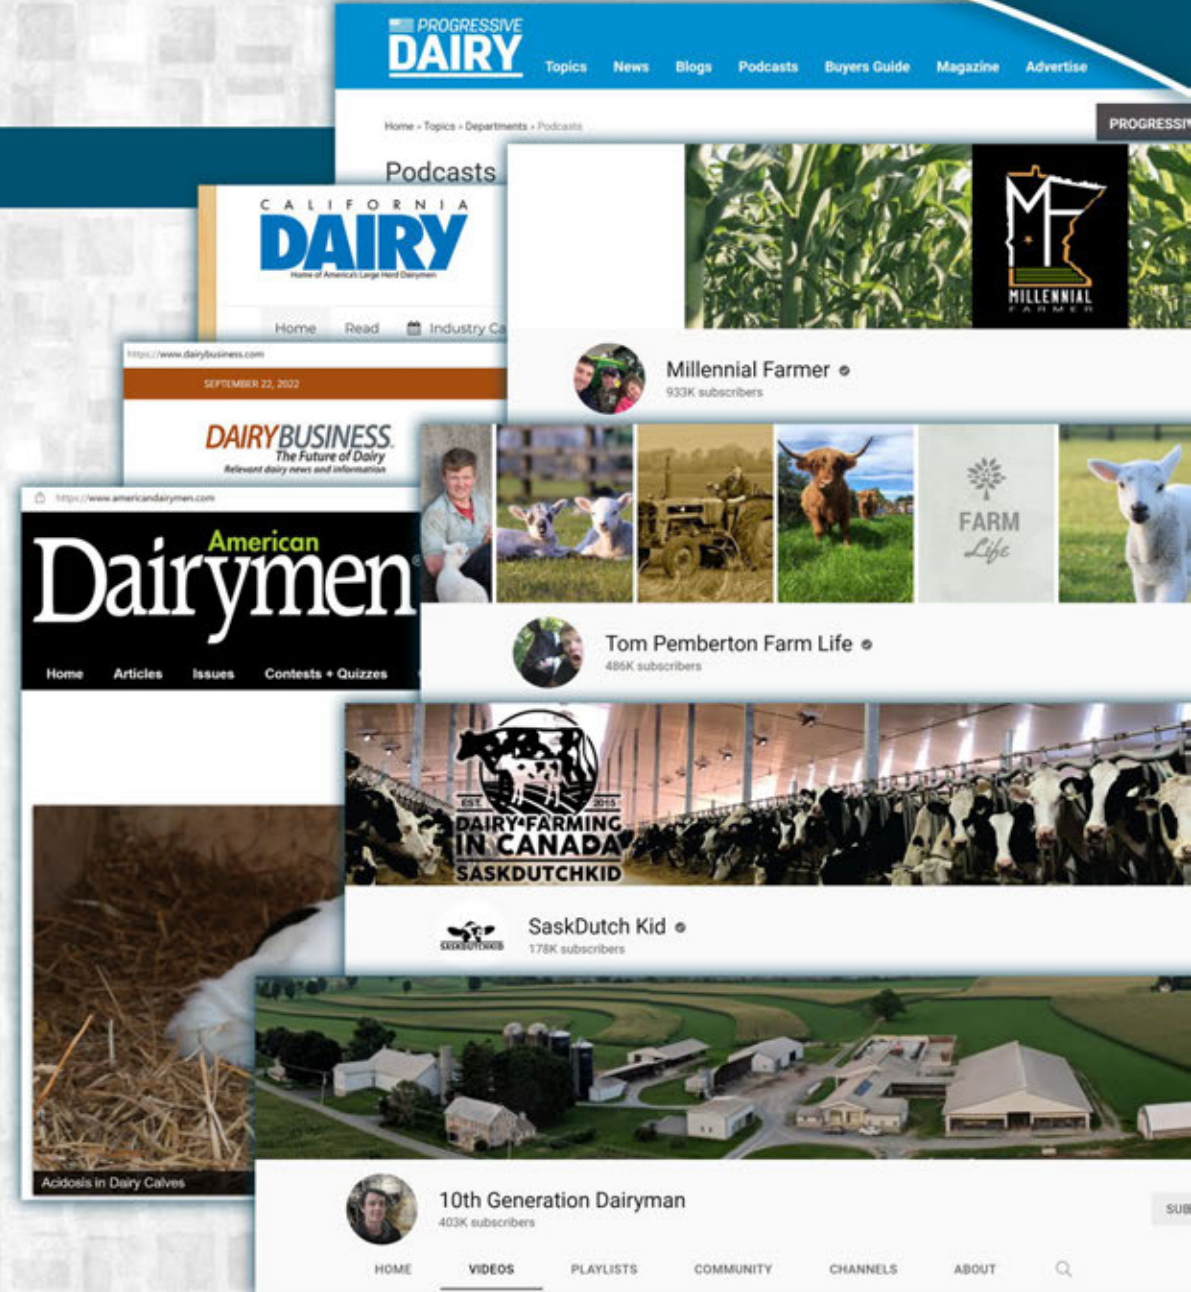 PROGRESSIVE
DAIRY
Topics News Blogs Podcasts Buyers Guide Magazine Advertise
Home » Topics » Departments » Podcasts
PROGRESSIV
Podcasts
CALIFORNIA
DAIRY
Home of America's Large Herd Dairymen
Home Read Industry Ca
MF
MILLENNIAL
FARMER
Millennial Farmer
933K subscribers
https://www.dairybusiness.com
SEPTEMBER 22, 2022
DAIRYBUSINESS
The Future of Dairy
Relevant dairy news and information
FARM
Life
Tom Pemberton Farm Life
486K subscribers
https://www.americandairymen.com
American
Dairymen
Home Articles Issues Contests + Quizzes
EST. 2015
DAIRY FARMING
IN CANADA
SASKDUTCHKID
SASKDUTCHKID
SaskDutch Kid
178K subscribers
Acidosis in Dairy Calves
10th Generation Dairyman
403K subscribers
SUB
HOME VIDEOS PLAYLISTS COMMUNITY CHANNELS ABOUT